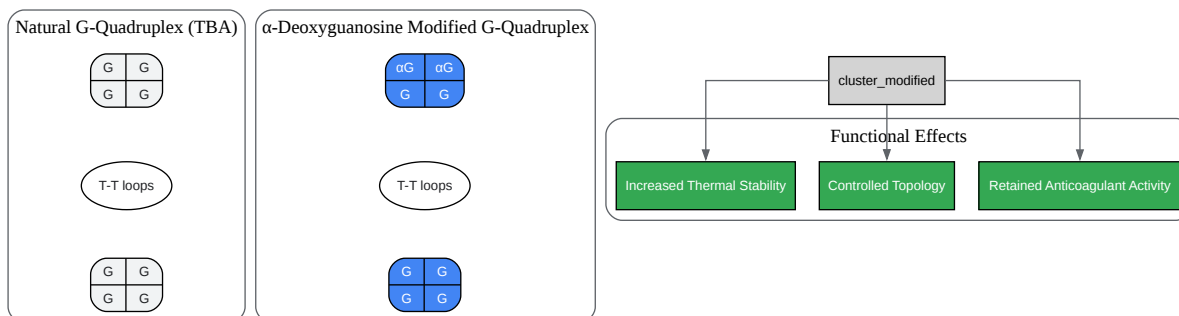 Natural G-Quadruplex (TBA)
G G
G G
T-T loops
G G
G G
α-Deoxyguanosine Modified G-Quadruplex
αG αG
G G
T-T loops
G G
G G
cluster_modified
Functional Effects
Increased Thermal Stability
Controlled Topology
Retained Anticoagulant Activity